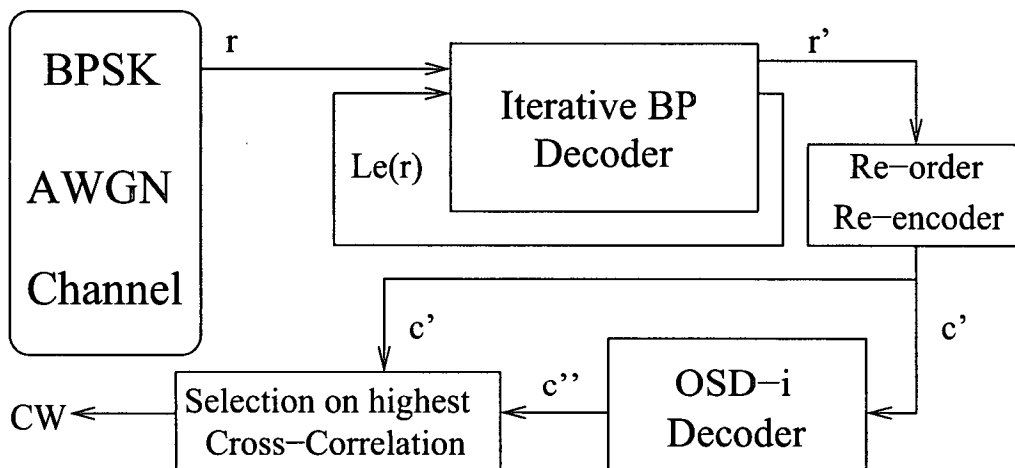 BPSK
AWGN
Channel
r
Le(r)
Iterative BP
Decoder
r’
Re−order
Re−encoder
c’
c’
OSD−i
Decoder
c’’
Selection on highest
Cross−Correlation
CW